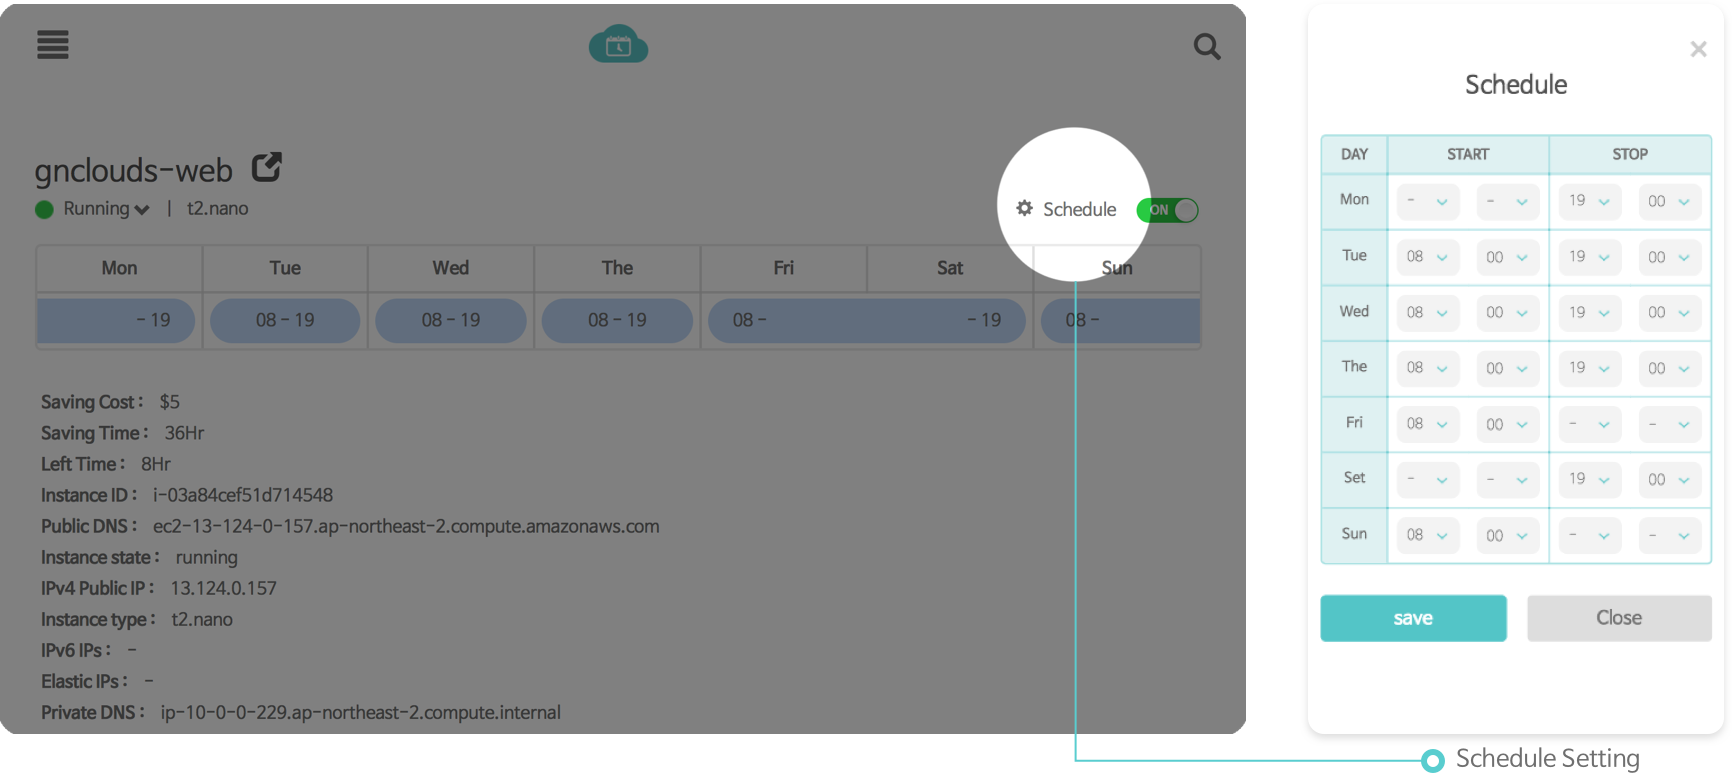 gnclouds-web
Running | t2.nano
Schedule ON
Mon Tue Wed The Fri Sat Sun
- 19 08 - 19 08 - 19 08 - 19 08 - - 19 08 -
Saving Cost : $5
Saving Time : 36Hr
Left Time : 8Hr
Instance ID : i-03a84cef51d714548
Public DNS : ec2-13-124-0-157.ap-northeast-2.compute.amazonaws.com
Instance state : running
IPv4 Public IP : 13.124.0.157
Instance type : t2.nano
IPv6 IPs : -
Elastic IPs : -
Private DNS : ip-10-0-0-229.ap-northeast-2.compute.internal
Schedule
DAY START STOP
Mon - - 19 00
Tue 08 00 19 00
Wed 08 00 19 00
The 08 00 19 00
Fri 08 00 - -
Set - - 19 00
Sun 08 00 - -
save Close
Schedule Setting